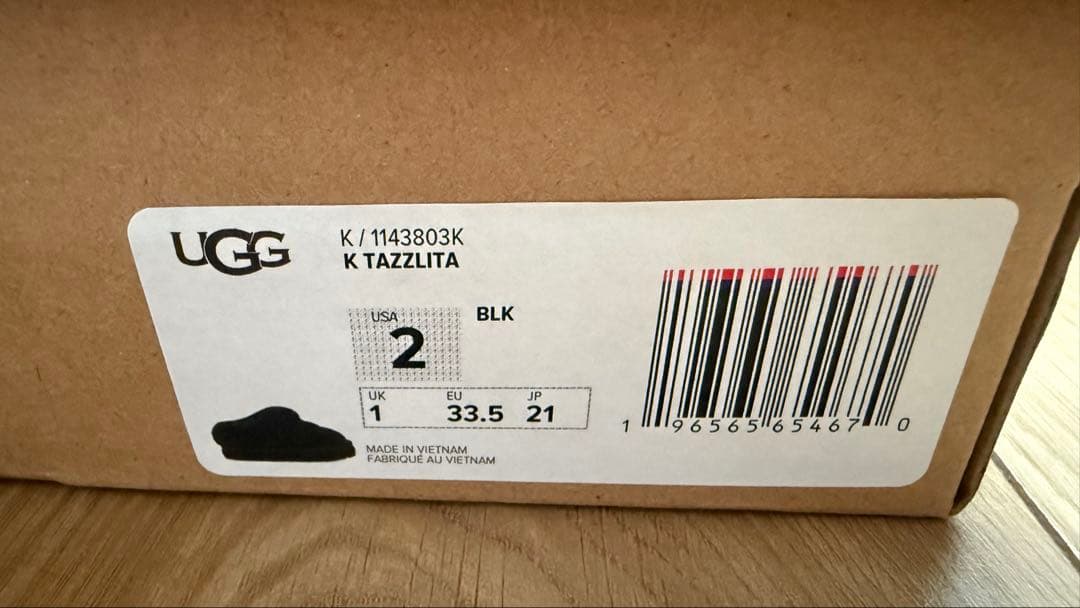 UGG
K / 1143803K
K TAZZLITA
USA
2
BLK
UK
1
EU
33.5
JP
21
MADE IN VIETNAM
FABRIQUÉ AU VIETNAM
1 96565 65467 0